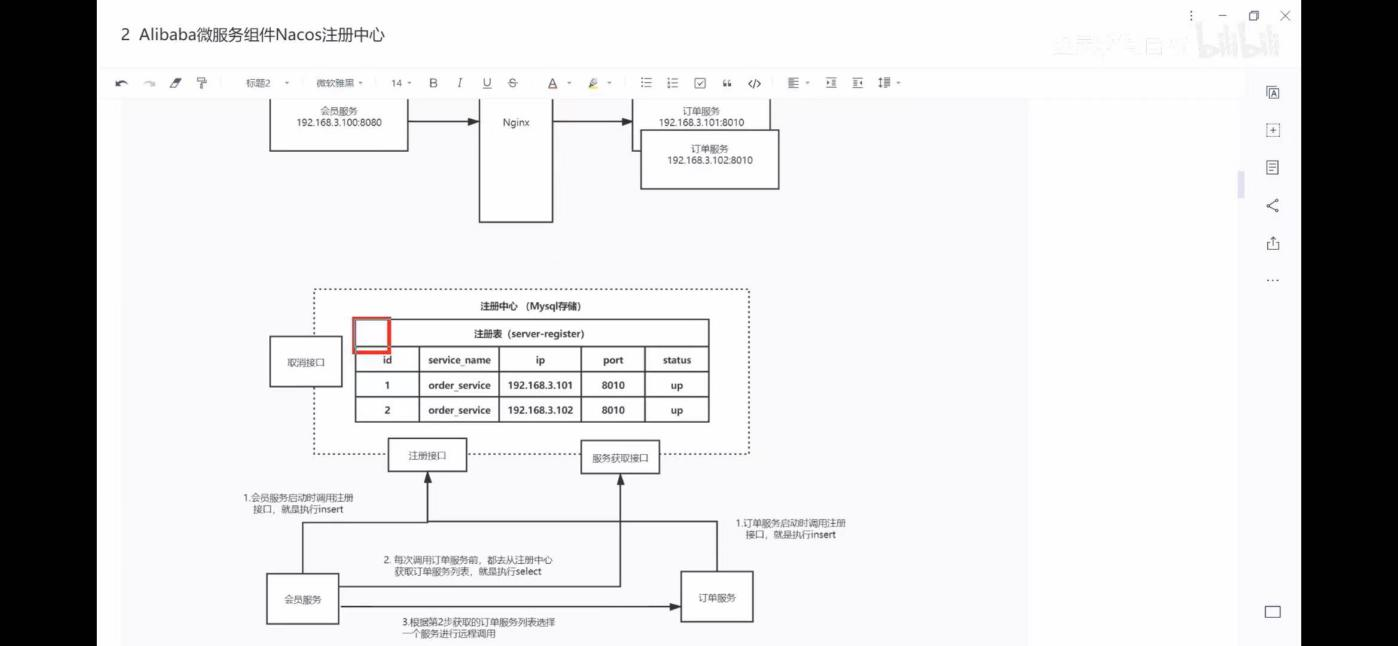 2 Alibaba微服务组件Nacos注册中心
bilibili
标题2
微软雅黑
14
B
I
U
S
A
会员服务
192.168.3.100:8080
Nginx
订单服务
192.168.3.101:8010
订单服务
192.168.3.102:8010
注册中心 （Mysql存储）
注册表（server-register）
取消接口
id service_name ip port status
1 order_service 192.168.3.101 8010 up
2 order_service 192.168.3.102 8010 up
注册接口
服务获取接口
1.会员服务启动时调用注册
接口，就是执行insert
1.订单服务启动时调用注册
接口，就是执行insert
2. 每次调用订单服务前，都去从注册中心
获取订单服务列表，就是执行select
会员服务
订单服务
3.根据第2步获取的订单服务列表选择
一个服务进行远程调用